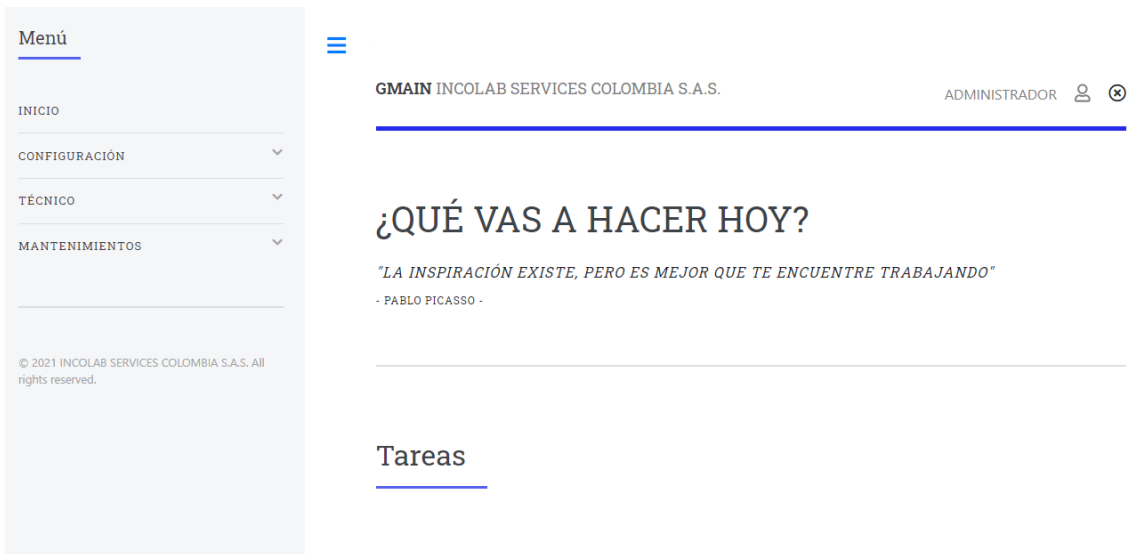 Menú
INICIO
CONFIGURACIÓN
TÉCNICO
MANTENIMIENTOS
© 2021 INCOLAB SERVICES COLOMBIA S.A.S. All
rights reserved.
GMAIN INCOLAB SERVICES COLOMBIA S.A.S.
ADMINISTRADOR
¿QUÉ VAS A HACER HOY?
"LA INSPIRACIÓN EXISTE, PERO ES MEJOR QUE TE ENCUENTRE TRABAJANDO"
- PABLO PICASSO -
Tareas